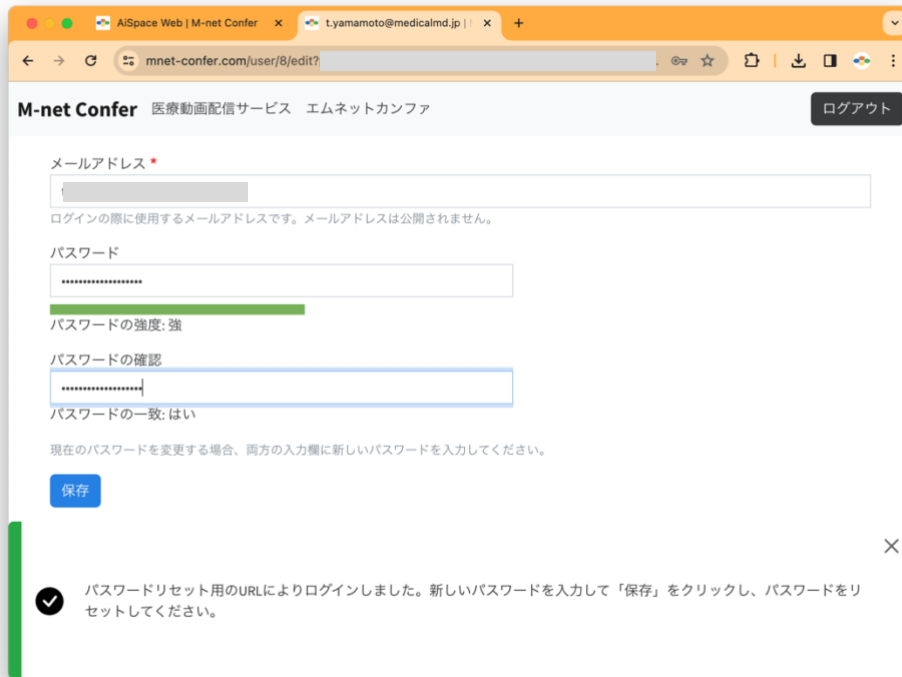 AiSpace Web | M-net Confer
t.yamamoto@medicalmd.jp |
mnet-confer.com/user/8/edit?
M-net Confer 医療動画配信サービス エムネットカンファ
ログアウト
メールアドレス *
ログインの際に使用するメールアドレスです。メールアドレスは公開されません。
パスワード
パスワードの強度: 強
パスワードの確認
パスワードの一致: はい
現在のパスワードを変更する場合、両方の入力欄に新しいパスワードを入力してください。
保存
パスワードリセット用のURLによりログインしました。新しいパスワードを入力して「保存」をクリックし、パスワードをリ
セットしてください。